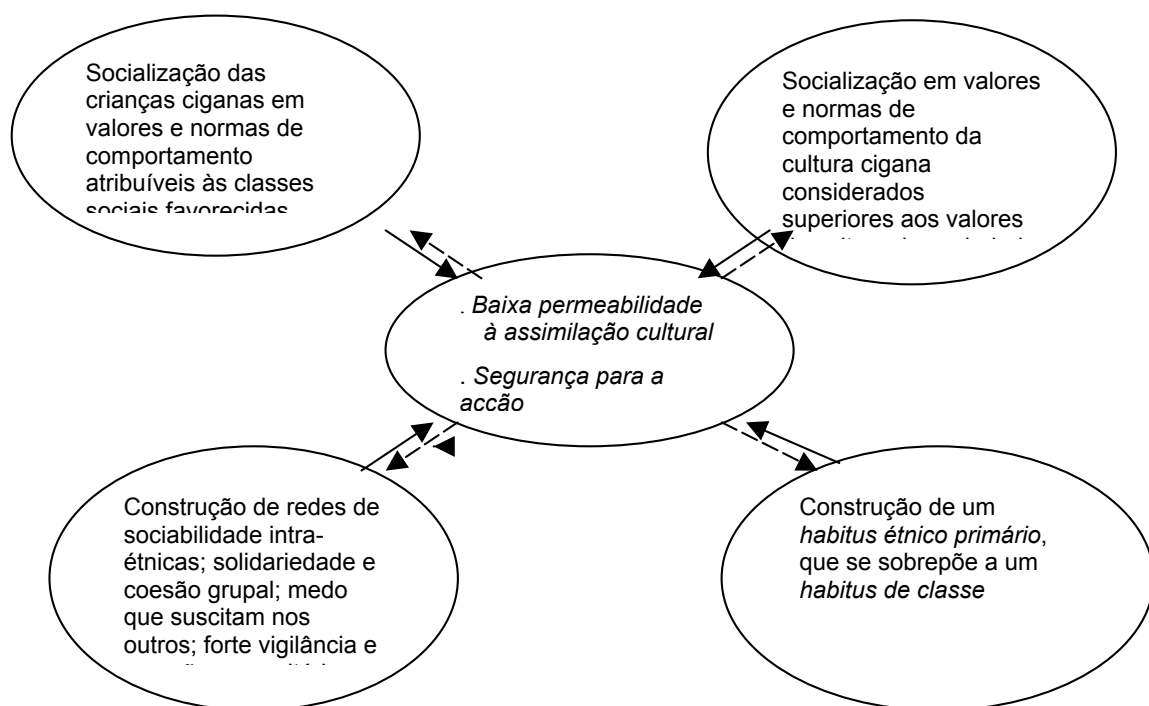 Socialização das
crianças ciganas em
valores e normas de
comportamento
atribuíveis às classes
sociais favorecidas
Socialização em valores
e normas de
comportamento da
cultura cigana
considerados
superiores aos valores
. Baixa permeabilidade
à assimilação cultural
. Segurança para a
accão
Construção de redes de
sociabilidade intra-
étnicas; solidariedade e
coesão grupal; medo
que suscitam nos
outros; forte vigilância e
Construção de um
habitus étnico primário,
que se sobrepõe a um
habitus de classe